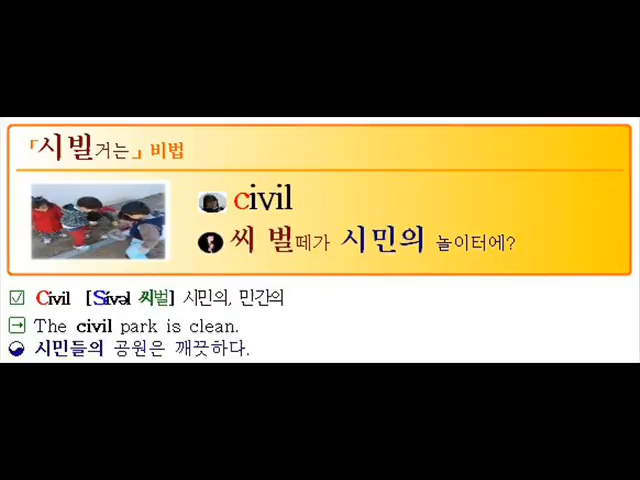 「시빌거는」 비법
civil
씨 벌떼가 시민의 놀이터에?
Civil [Sívəl 씨벌] 시민의, 민간의
The civil park is clean.
시민들의 공원은 깨끗하다.